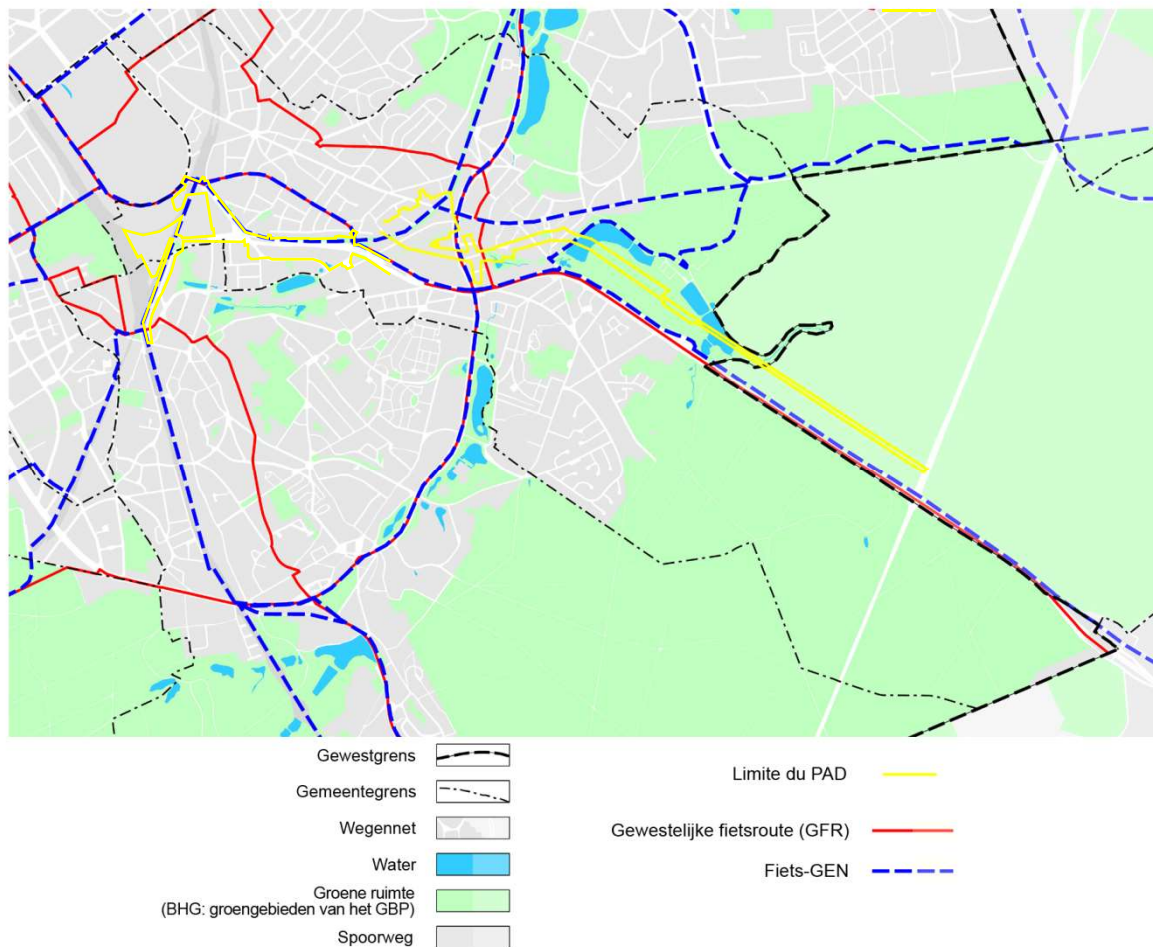 Gewestgrens
Gemeentegrens
Wegennet
Water
Groene ruimte
(BHG: groengebieden van het GBP)
Spoorweg
Limite du PAD
Gewestelijke fietsroute (GFR)
Fiets-GEN